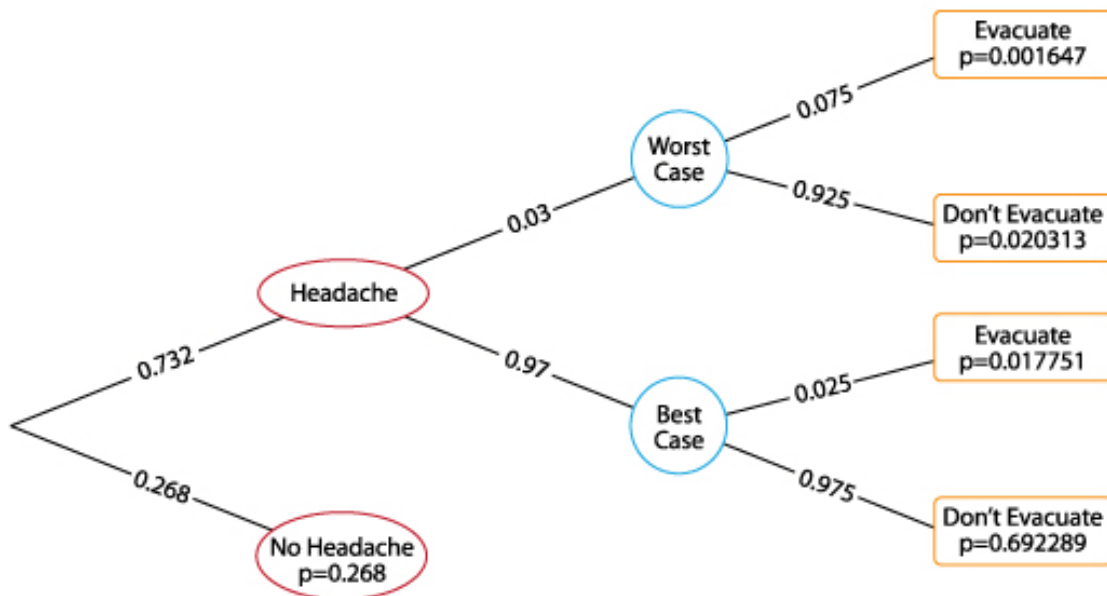 Evacuate
p=0.001647
0.075
Worst
Case
0.925
Don't Evacuate
p=0.020313
0.03
Headache
Evacuate
p=0.017751
0.732
0.97
0.025
Best
Case
0.268
0.975
Don't Evacuate
p=0.692289
No Headache
p=0.268